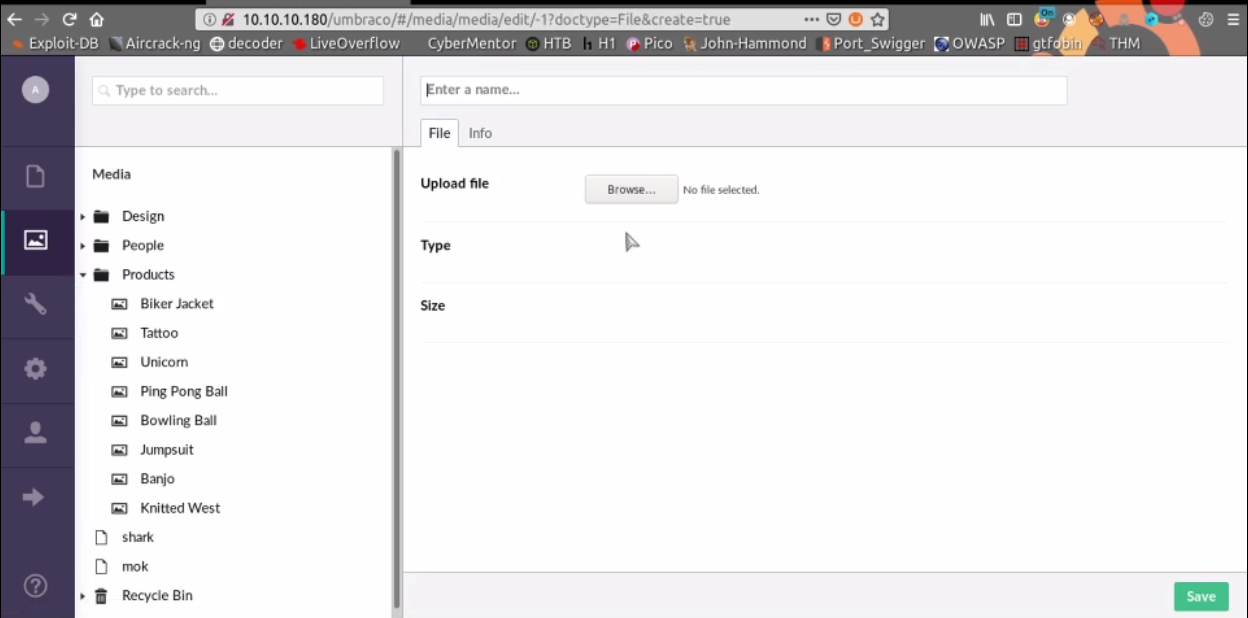 10.10.10.180/umbraco/#/media/media/edit/-1?doctype=File&create=true
On
Exploit-DB Aircrack-ng decoder LiveOverflow CyberMentor HTB H1 Pico John-Hammond Port_Swigger OWASP gtfobin THM
A
Type to search...
Enter a name...
File Info
Media
Upload file Browse... No file selected.
Design
People
Type
Products
Biker Jacket
Size
Tattoo
Unicorn
Ping Pong Ball
Bowling Ball
Jumpsuit
Banjo
Knitted West
shark
mok
Recycle Bin
Save